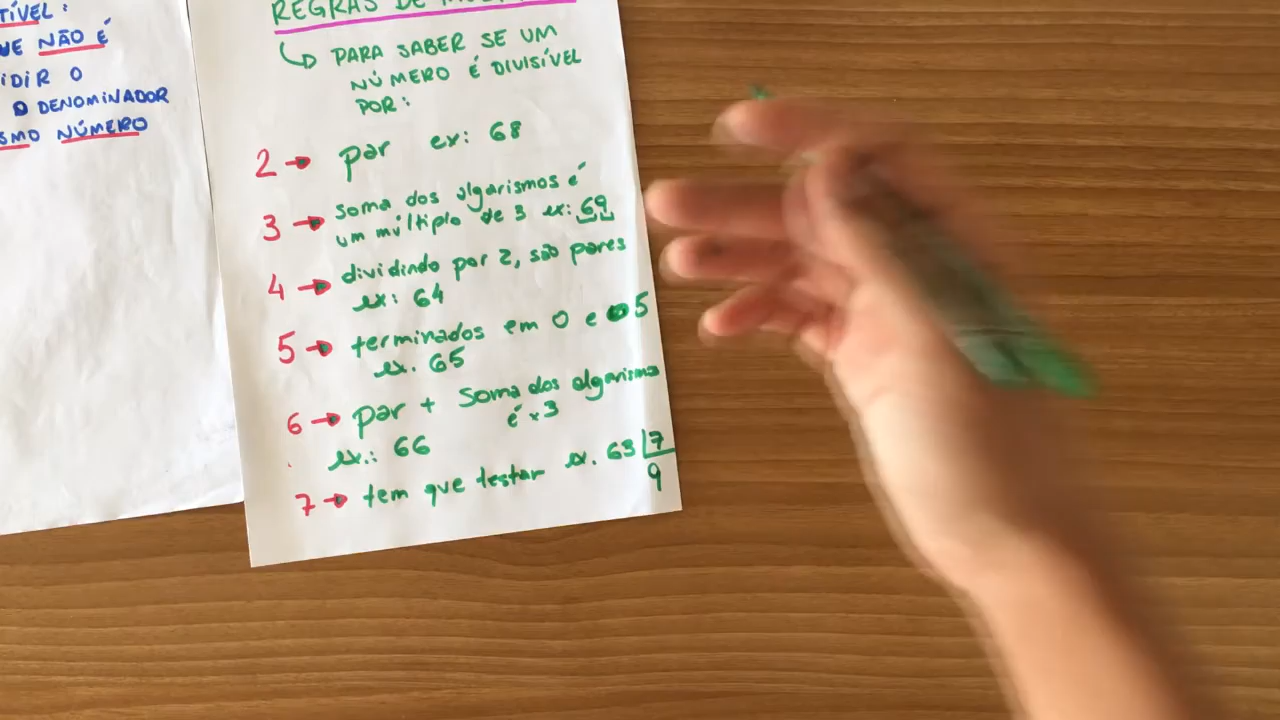 TÍVEL:
UE NÃO É
IDIR O
O DENOMINADOR
SMO NÚMERO
REGRAS DE
↳ PARA SABER SE UM
NÚMERO É DIVISÍVEL
POR:
2 → par ex: 68
3 → soma dos algarismos é
um múltiplo de 3 ex: 69
4 → dividindo por 2, são pares
ex: 64
5 → terminados em 0 e 5
ex. 65
6 → par + soma dos algarismos
é x3
ex.: 66
7 → tem que testar ex. 63 7
9